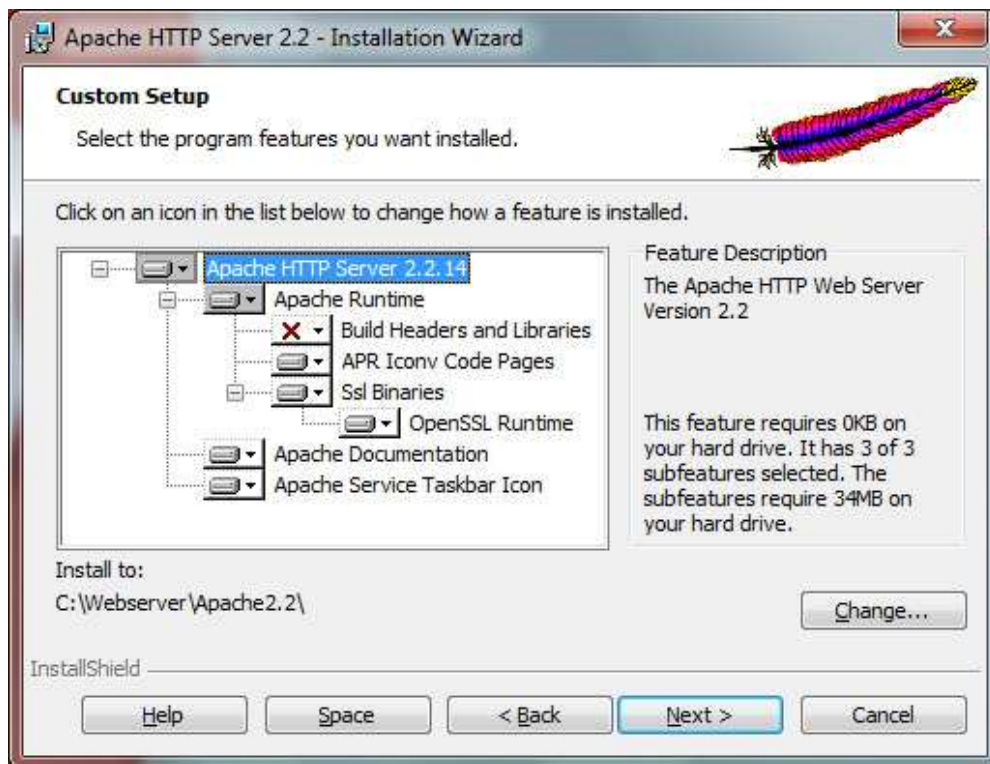 Apache HTTP Server 2.2 - Installation Wizard
Custom Setup
Select the program features you want installed.
Click on an icon in the list below to change how a feature is installed.
Apache HTTP Server 2.2.14
Apache Runtime
Build Headers and Libraries
APR Iconv Code Pages
Ssl Binaries
OpenSSL Runtime
Apache Documentation
Apache Service Taskbar Icon
Feature Description
The Apache HTTP Web Server
Version 2.2
This feature requires 0KB on
your hard drive. It has 3 of 3
subfeatures selected. The
subfeatures require 34MB on
your hard drive.
Install to:
C:\Webserver\Apache2.2\
Change...
InstallShield
Help
Space
< Back
Next >
Cancel